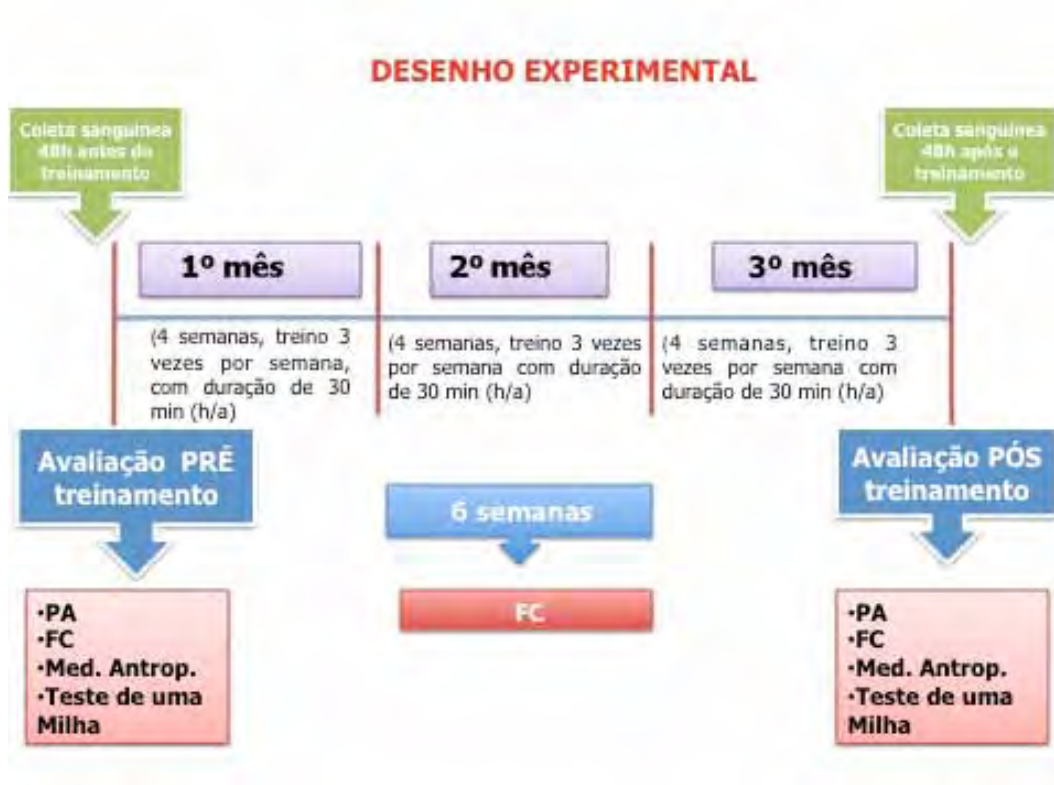 DESENHO EXPERIMENTAL
Coleta sanguínea
48h antes do
treinamento
Coleta sanguínea
48h após o
treinamento
1º mês
2º mês
3º mês
(4 semanas, treino 3
vezes por semana,
com duração de 30
min (h/a)
(4 semanas, treino 3 vezes
por semana com duração
de 30 min (h/a)
(4 semanas, treino 3
vezes por semana com
duração de 30 min (h/a)
Avaliação PRÉ
treinamento
6 semanas
Avaliação PÓS
treinamento
•PA
•FC
•Med. Antrop.
•Teste de uma
Milha
FC
•PA
•FC
•Med. Antrop.
•Teste de uma
Milha